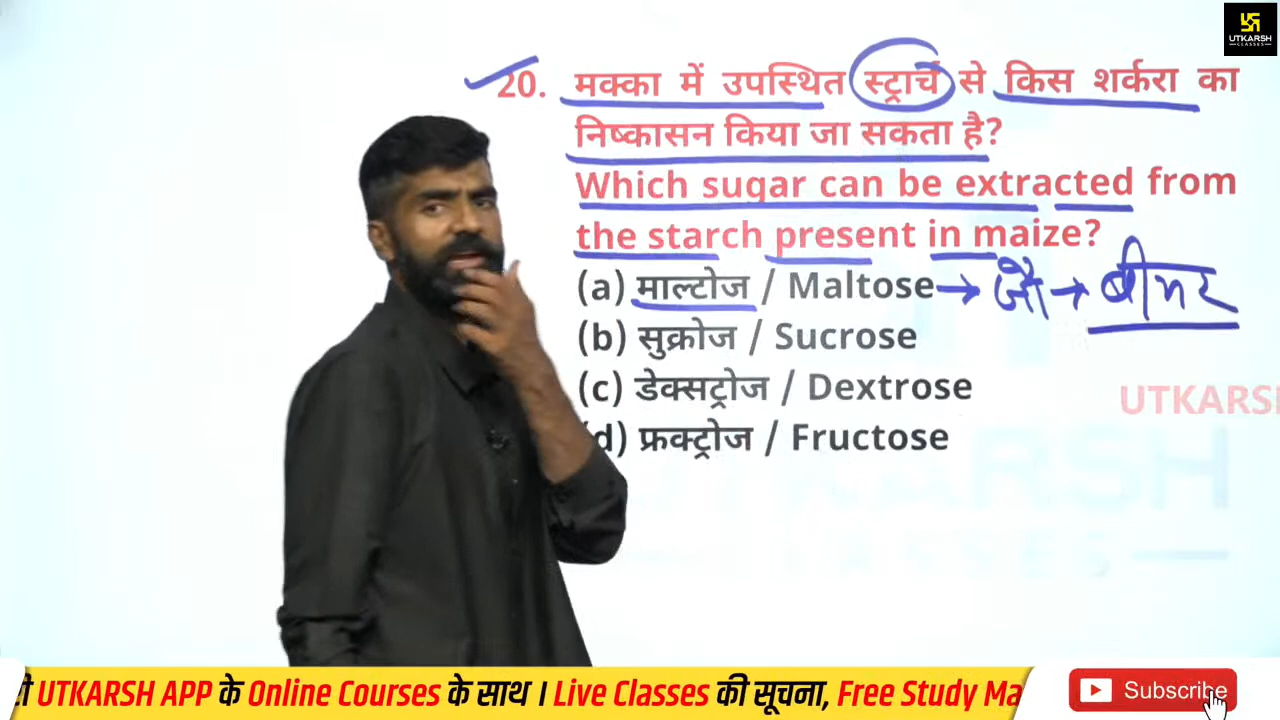 UTKARSH
CLASSES
20. मक्का में उपस्थित स्ट्रार्च से किस शर्करा का
निष्कासन किया जा सकता है?
Which sugar can be extracted from
the starch present in maize?
(a) माल्टोज / Maltose → जौ → बीयर
(b) सुक्रोज / Sucrose
(c) डेक्सट्रोज / Dextrose
UTKARS
(d) फ्रक्ट्रोज / Fructose
UTKARSH
CLASSES
UTKARSH APP के Online Courses के साथ । Live Classes की सूचना, Free Study Ma
Subscribe